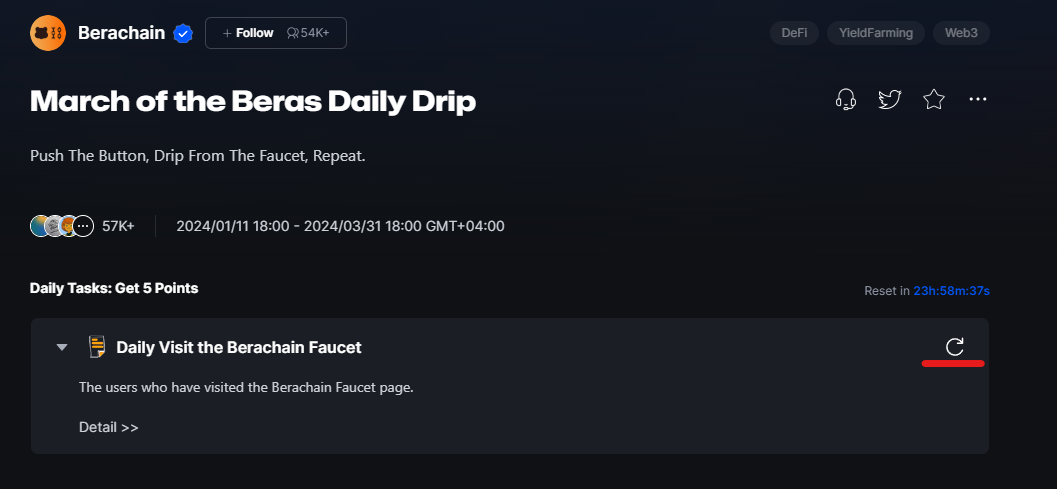 Berachain
+ Follow 54K+
DeFi YieldFarming Web3
March of the Beras Daily Drip
Push The Button, Drip From The Faucet, Repeat.
57K+ 2024/01/11 18:00 - 2024/03/31 18:00 GMT+04:00
Daily Tasks: Get 5 Points
Reset in 23h:58m:37s
Daily Visit the Berachain Faucet
The users who have visited the Berachain Faucet page.
Detail >>